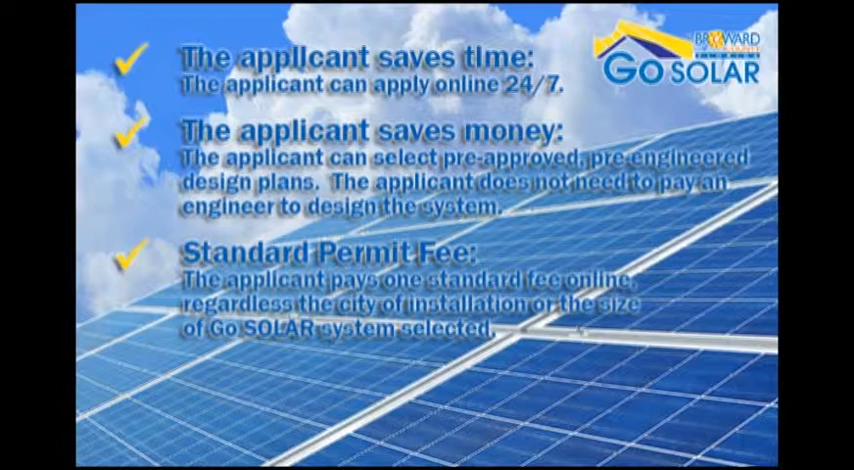 BROWARD
COUNTY
FLORIDA
GO SOLAR
The applicant saves time:
The applicant can apply online 24/7.
The applicant saves money:
The applicant can select pre-approved, pre-engineered
design plans. The applicant does not need to pay an
engineer to design the system.
Standard Permit Fee:
The applicant pays one standard fee online,
regardless the city of installation or the size
of Go SOLAR system selected.